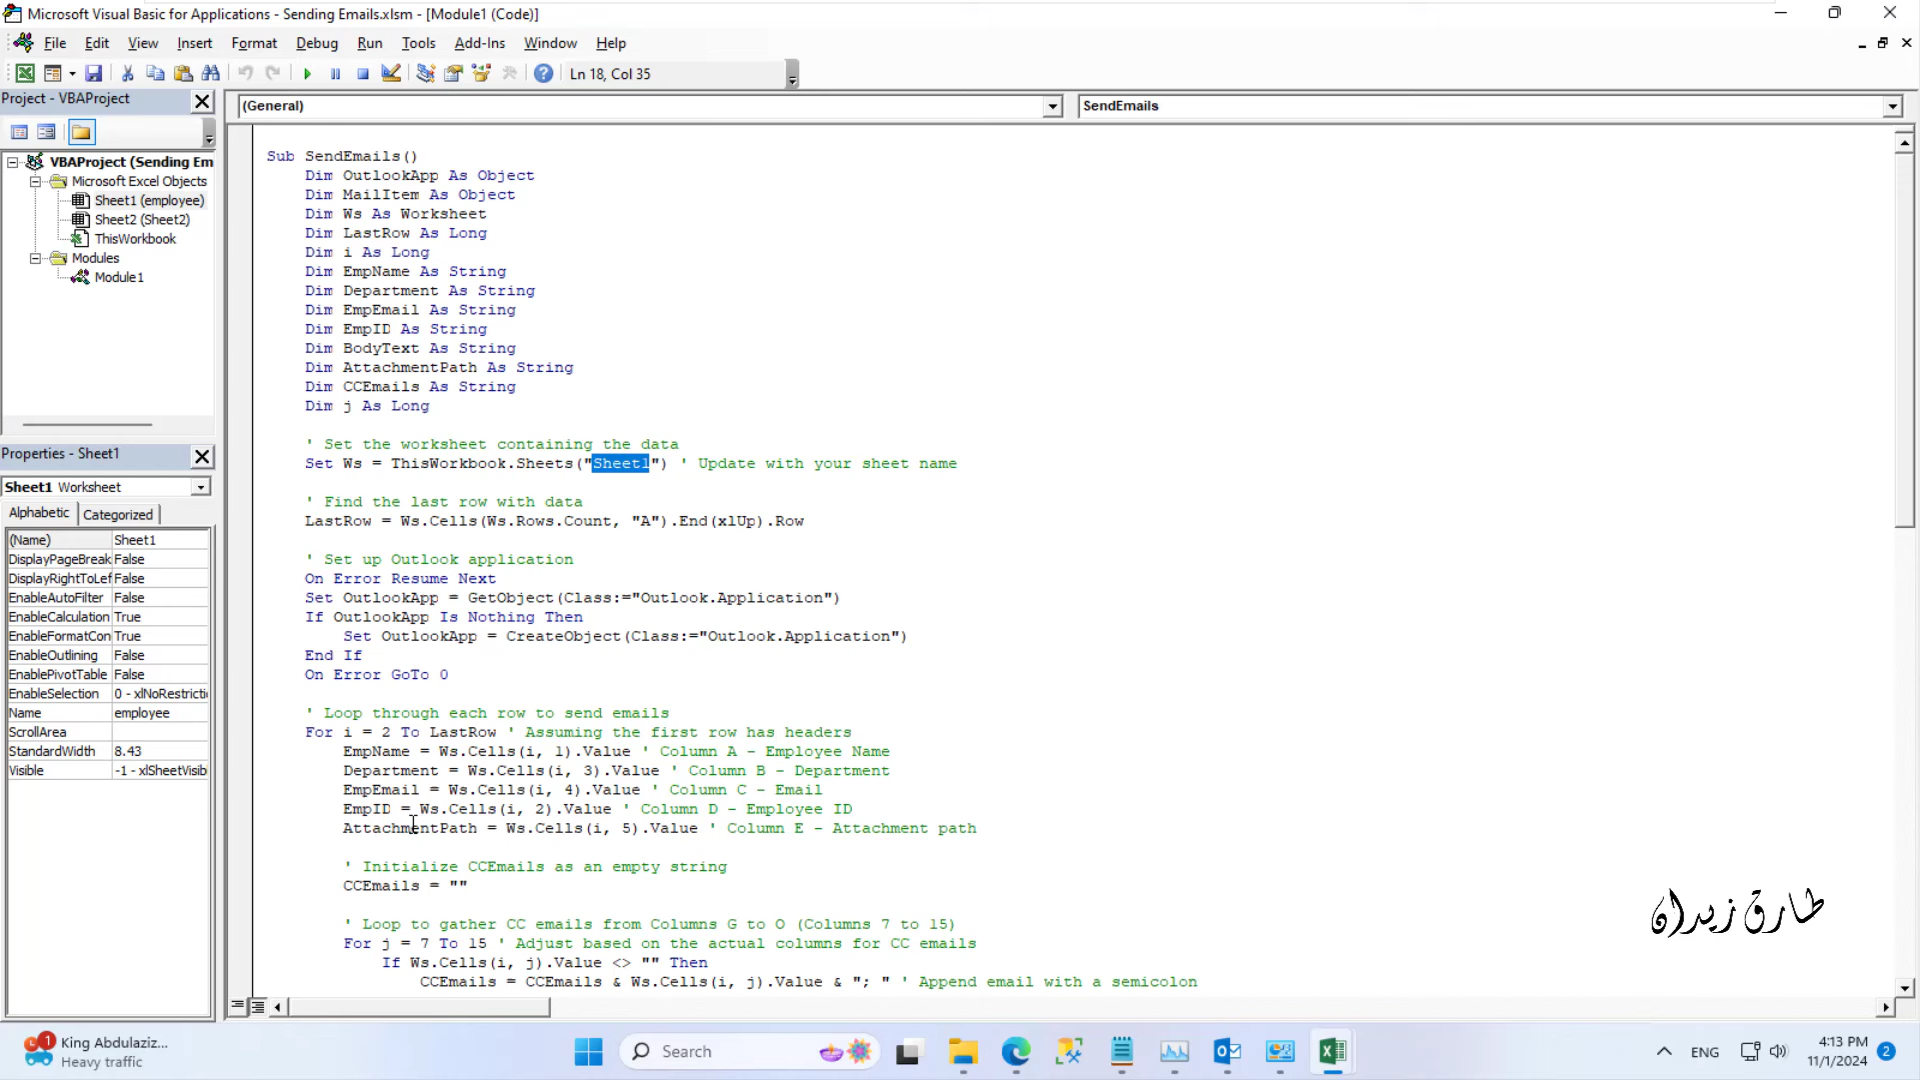 Microsoft Visual Basic for Applications - Sending Emails.xlsm - [Module1 (Code)]
File Edit View Insert Format Debug Run Tools Add-Ins Window Help
Ln 18, Col 35
Project - VBAProject
VBAProject (Sending Em
Microsoft Excel Objects
Sheet1 (employee)
Sheet2 (Sheet2)
ThisWorkbook
Modules
Module1
Properties - Sheet1
Sheet1 Worksheet
Alphabetic Categorized
(Name) Sheet1
DisplayPageBreak False
DisplayRightToLef False
EnableAutoFilter False
EnableCalculation True
EnableFormatCon True
EnableOutlining False
EnablePivotTable False
EnableSelection 0 - xlNoRestricti
Name employee
ScrollArea
StandardWidth 8.43
Visible -1 - xlSheetVisib
(General) SendEmails
Sub SendEmails()
Dim OutlookApp As Object
Dim MailItem As Object
Dim Ws As Worksheet
Dim LastRow As Long
Dim i As Long
Dim EmpName As String
Dim Department As String
Dim EmpEmail As String
Dim EmpID As String
Dim BodyText As String
Dim AttachmentPath As String
Dim CCEmails As String
Dim j As Long
' Set the worksheet containing the data
Set Ws = ThisWorkbook.Sheets("Sheet1") ' Update with your sheet name
' Find the last row with data
LastRow = Ws.Cells(Ws.Rows.Count, "A").End(xlUp).Row
' Set up Outlook application
On Error Resume Next
Set OutlookApp = GetObject(Class:="Outlook.Application")
If OutlookApp Is Nothing Then
Set OutlookApp = CreateObject(Class:="Outlook.Application")
End If
On Error GoTo 0
' Loop through each row to send emails
For i = 2 To LastRow ' Assuming the first row has headers
EmpName = Ws.Cells(i, 1).Value ' Column A - Employee Name
Department = Ws.Cells(i, 3).Value ' Column B - Department
EmpEmail = Ws.Cells(i, 4).Value ' Column C - Email
EmpID = Ws.Cells(i, 2).Value ' Column D - Employee ID
AttachmentPath = Ws.Cells(i, 5).Value ' Column E - Attachment path
' Initialize CCEmails as an empty string
CCEmails = ""
' Loop to gather CC emails from Columns G to O (Columns 7 to 15)
For j = 7 To 15 ' Adjust based on the actual columns for CC emails
If Ws.Cells(i, j).Value <> "" Then
CCEmails = CCEmails & Ws.Cells(i, j).Value & "; " ' Append email with a semicolon
طارق زيدان
1
King Abdulaziz...
Heavy traffic
Search
ENG
4:13 PM
11/1/2024
2